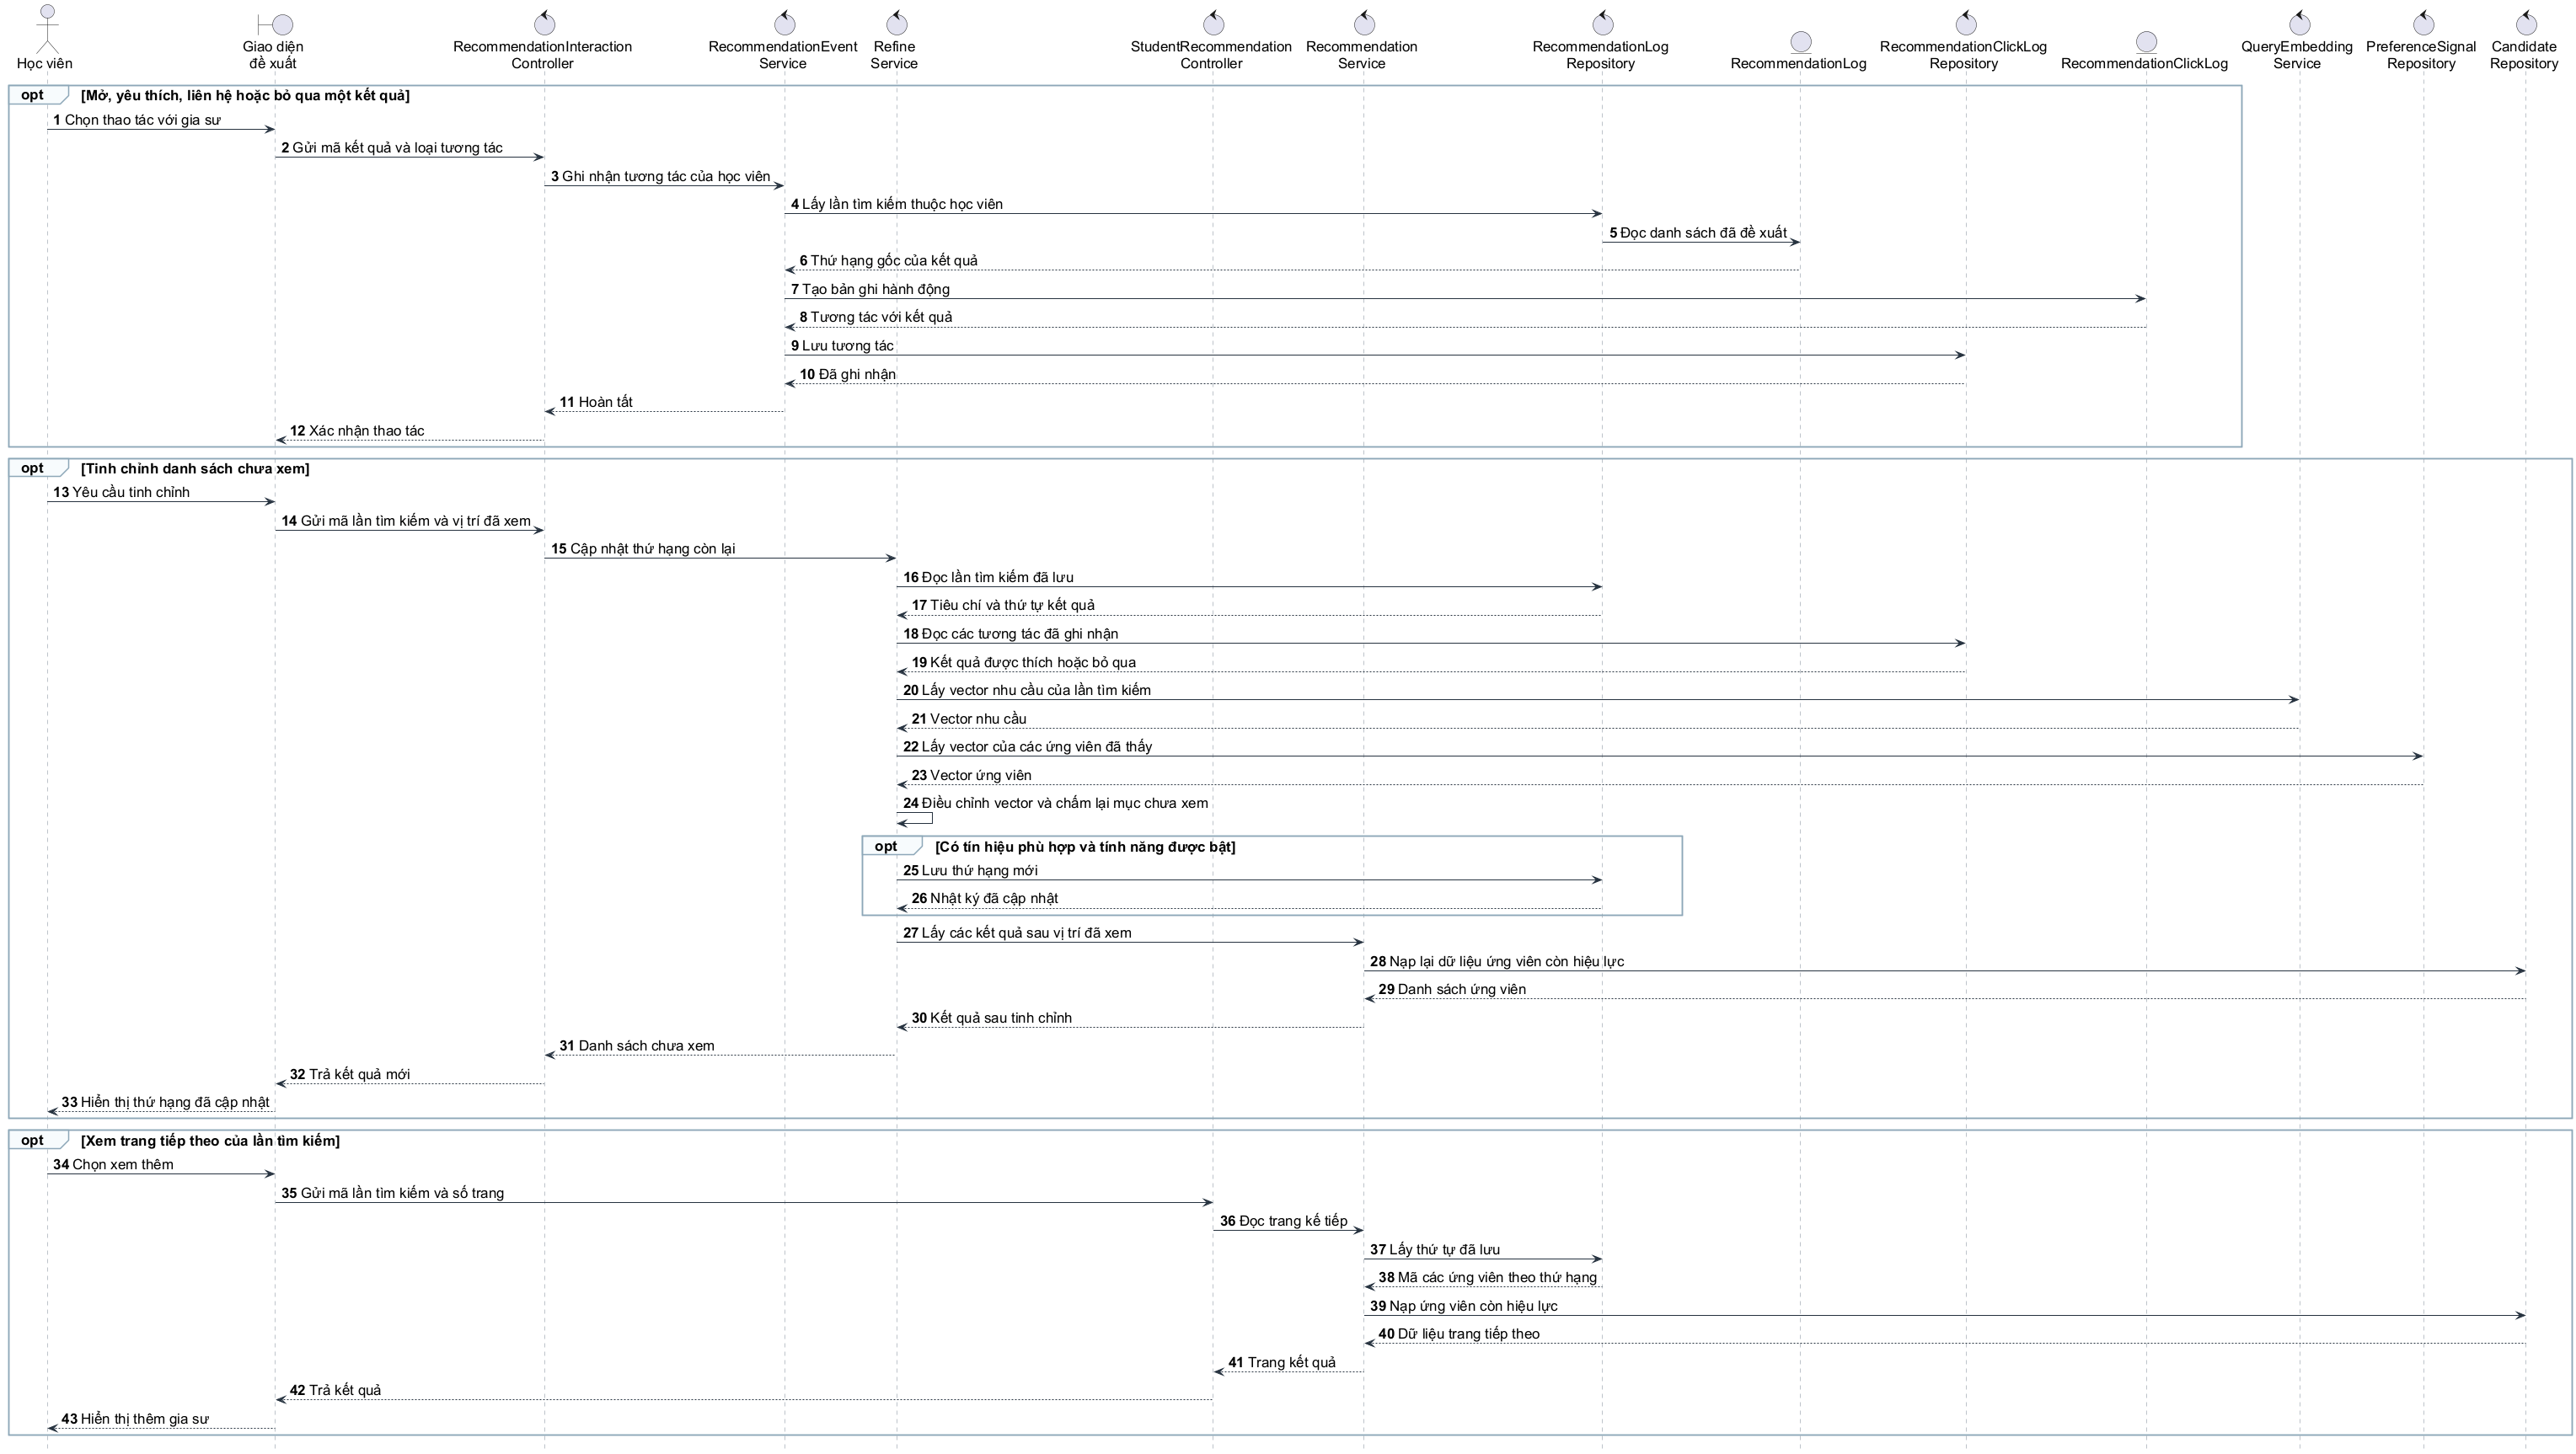 Học viên
Giao diện
đề xuất
RecommendationInteraction
Controller
RecommendationEvent
Service
Refine
Service
StudentRecommendation
Controller
Recommendation
Service
RecommendationLog
Repository
RecommendationLog
RecommendationClickLog
Repository
RecommendationClickLog
QueryEmbedding
Service
PreferenceSignal
Repository
Candidate
Repository
opt [Mở, yêu thích, liên hệ hoặc bỏ qua một kết quả]
1 Chọn thao tác với gia sư
2 Gửi mã kết quả và loại tương tác
3 Ghi nhận tương tác của học viên
4 Lấy lần tìm kiếm thuộc học viên
5 Đọc danh sách đã đề xuất
6 Thứ hạng gốc của kết quả
7 Tạo bản ghi hành động
8 Tương tác với kết quả
9 Lưu tương tác
10 Đã ghi nhận
11 Hoàn tất
12 Xác nhận thao tác
opt [Tinh chỉnh danh sách chưa xem]
13 Yêu cầu tinh chỉnh
14 Gửi mã lần tìm kiếm và vị trí đã xem
15 Cập nhật thứ hạng còn lại
16 Đọc lần tìm kiếm đã lưu
17 Tiêu chí và thứ tự kết quả
18 Đọc các tương tác đã ghi nhận
19 Kết quả được thích hoặc bỏ qua
20 Lấy vector nhu cầu của lần tìm kiếm
21 Vector nhu cầu
22 Lấy vector của các ứng viên đã thấy
23 Vector ứng viên
24 Điều chỉnh vector và chấm lại mục chưa xem
opt [Có tín hiệu phù hợp và tính năng được bật]
25 Lưu thứ hạng mới
26 Nhật ký đã cập nhật
27 Lấy các kết quả sau vị trí đã xem
28 Nạp lại dữ liệu ứng viên còn hiệu lực
29 Danh sách ứng viên
30 Kết quả sau tinh chỉnh
31 Danh sách chưa xem
32 Trả kết quả mới
33 Hiển thị thứ hạng đã cập nhật
opt [Xem trang tiếp theo của lần tìm kiếm]
34 Chọn xem thêm
35 Gửi mã lần tìm kiếm và số trang
36 Đọc trang kế tiếp
37 Lấy thứ tự đã lưu
38 Mã các ứng viên theo thứ hạng
39 Nạp ứng viên còn hiệu lực
40 Dữ liệu trang tiếp theo
41 Trang kết quả
42 Trả kết quả
43 Hiển thị thêm gia sư